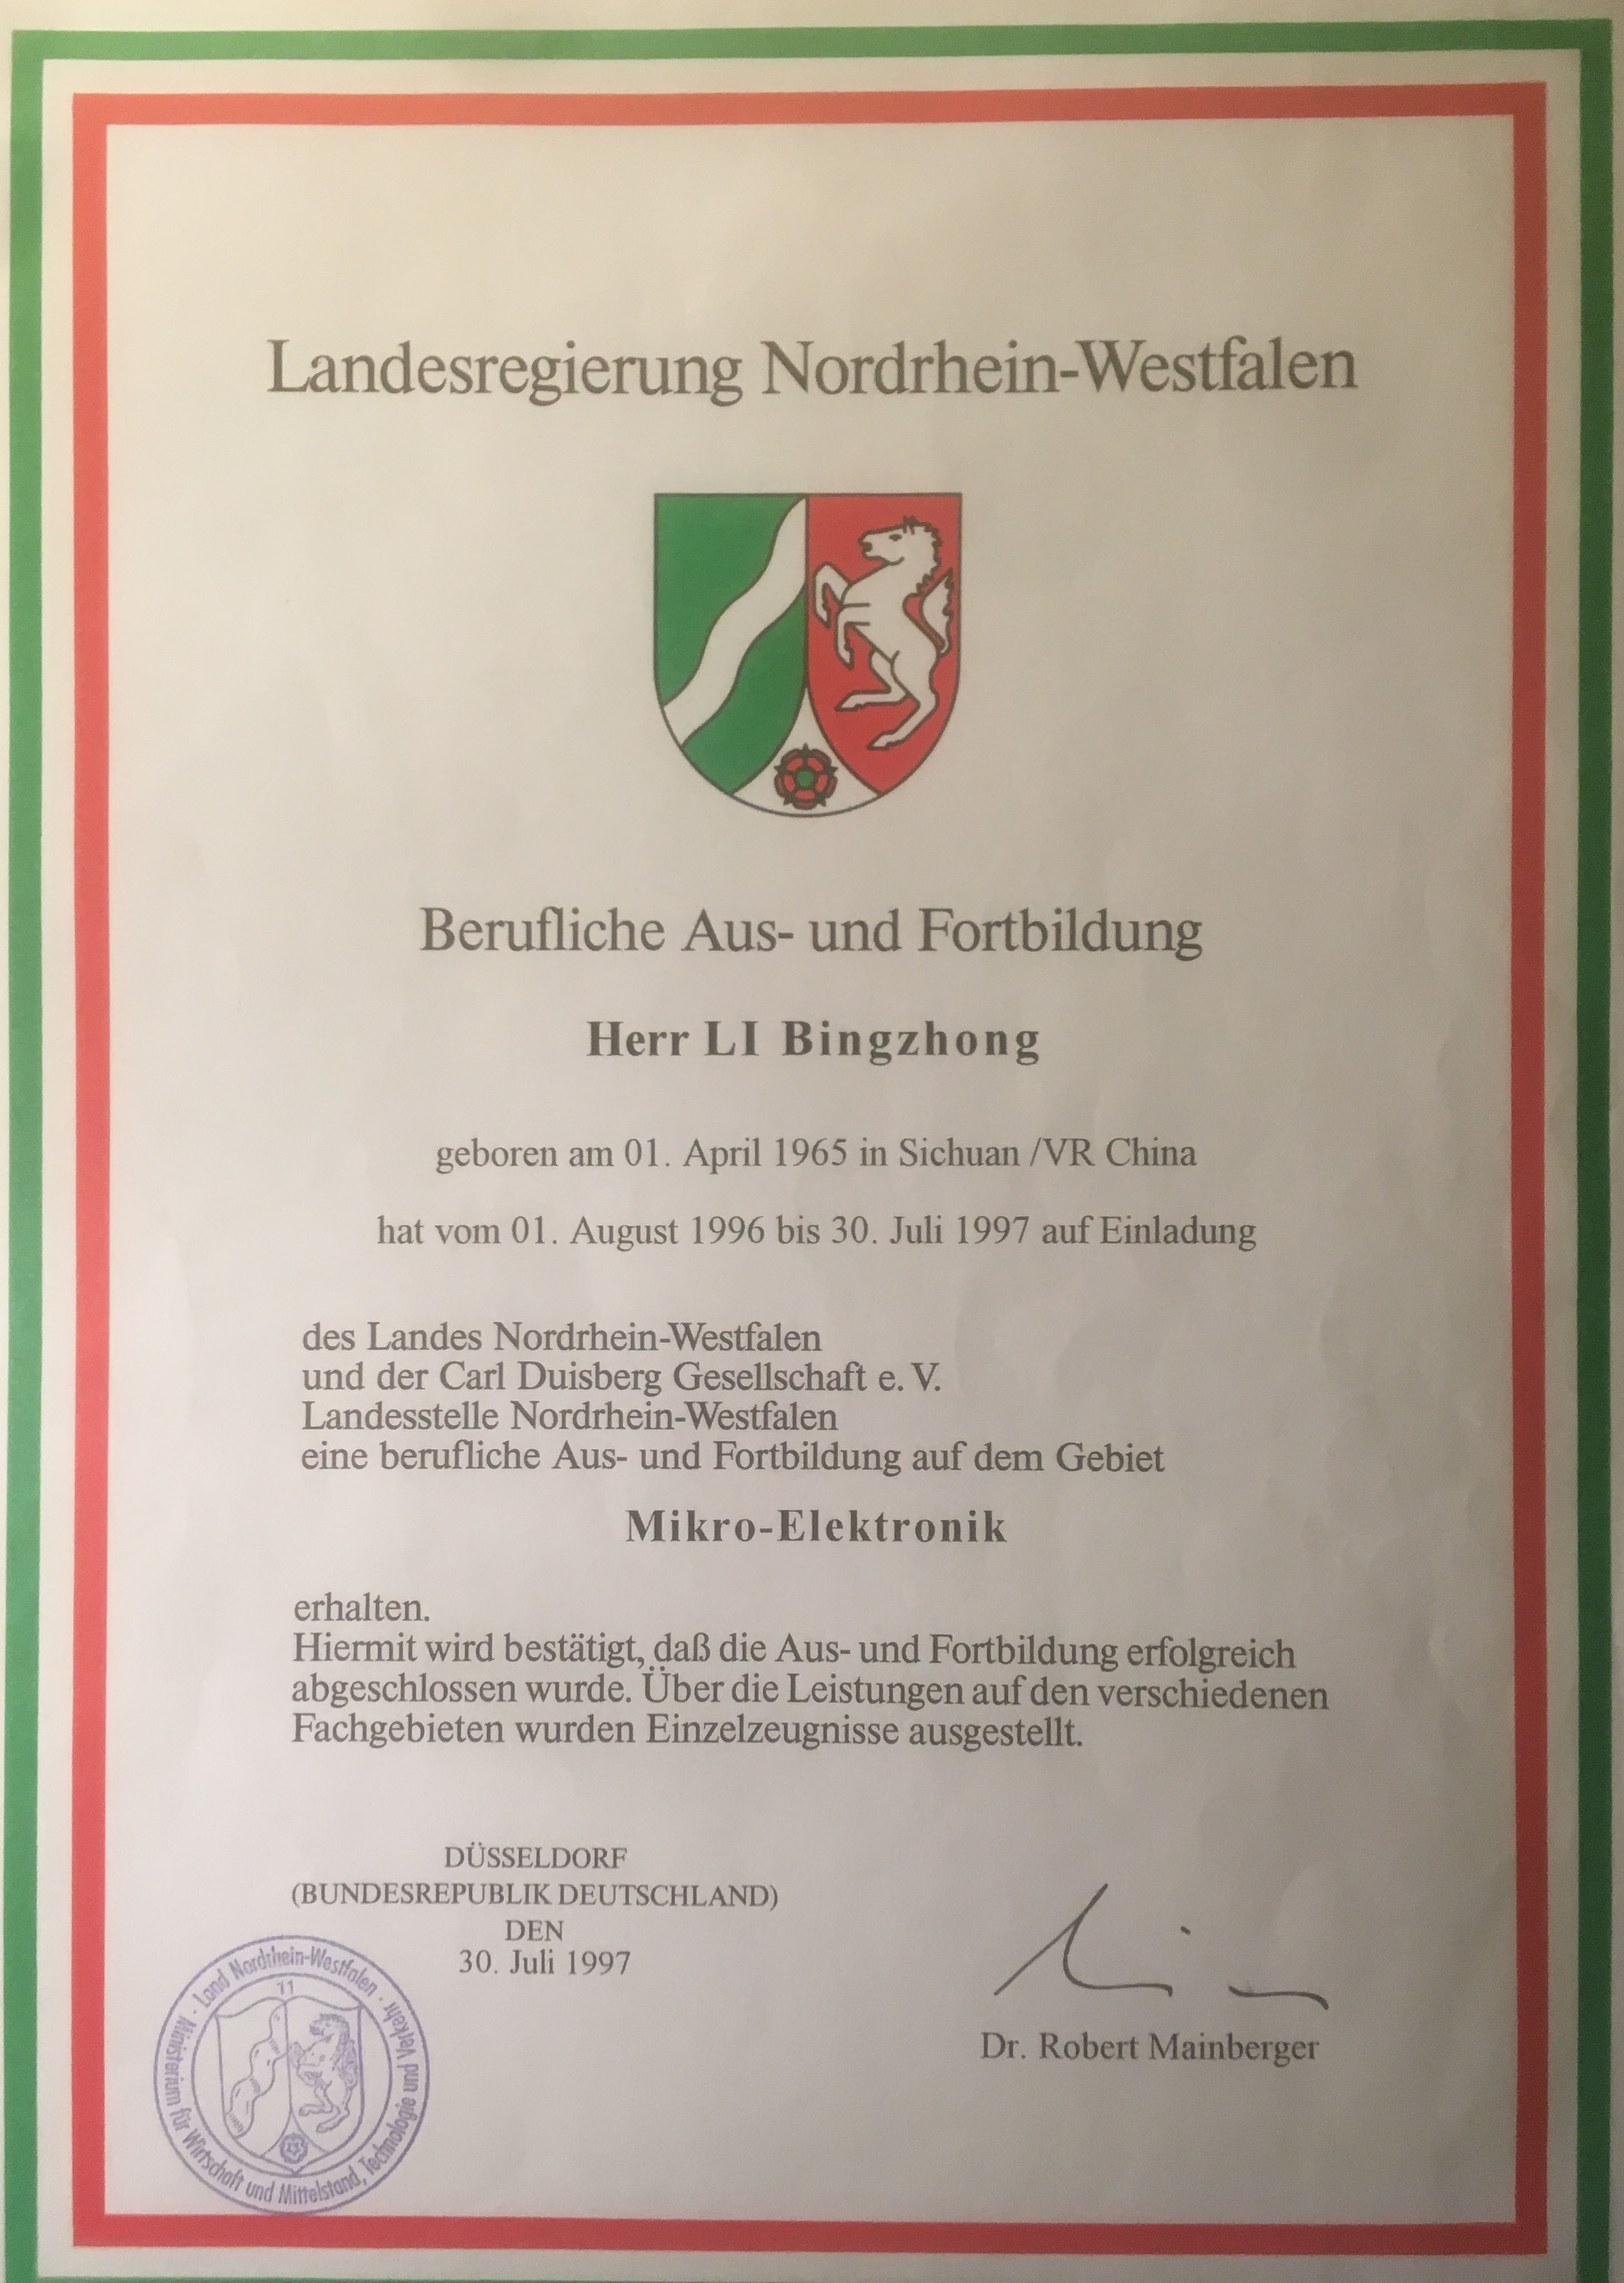 Landesregierung Nordrhein-Westfalen
Berufliche Aus- und Fortbildung
Herr LI Bingzhong
geboren am 01. April 1965 in Sichuan /VR China
hat vom 01. August 1996 bis 30. Juli 1997 auf Einladung
des Landes Nordrhein-Westfalen
und der Carl Duisberg Gesellschaft e. V.
Landesstelle Nordrhein-Westfalen
eine berufliche Aus- und Fortbildung auf dem Gebiet
Mikro-Elektronik
erhalten.
Hiermit wird bestätigt, daß die Aus- und Fortbildung erfolgreich
abgeschlossen wurde. Über die Leistungen auf den verschiedenen
Fachgebieten wurden Einzelzeugnisse ausgestellt.
DÜSSELDORF
(BUNDESREPUBLIK DEUTSCHLAND)
DEN
30. Juli 1997
Dr. Robert Mainberger
Land Nordrhein-Westfalen
71
Ministerium für Wirtschaft und Mittelstand, Technologie und Verkehr